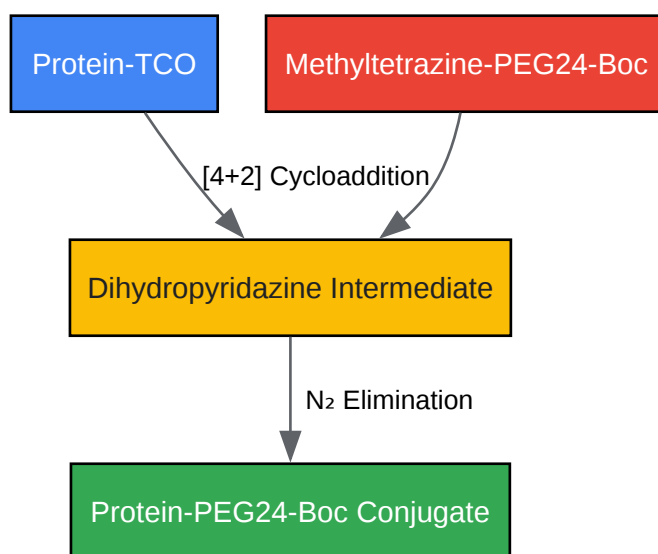 Protein-TCO
Methyltetrazine-PEG24-Boc
[4+2] Cycloaddition
Dihydropyridazine Intermediate
N₂ Elimination
Protein-PEG24-Boc Conjugate